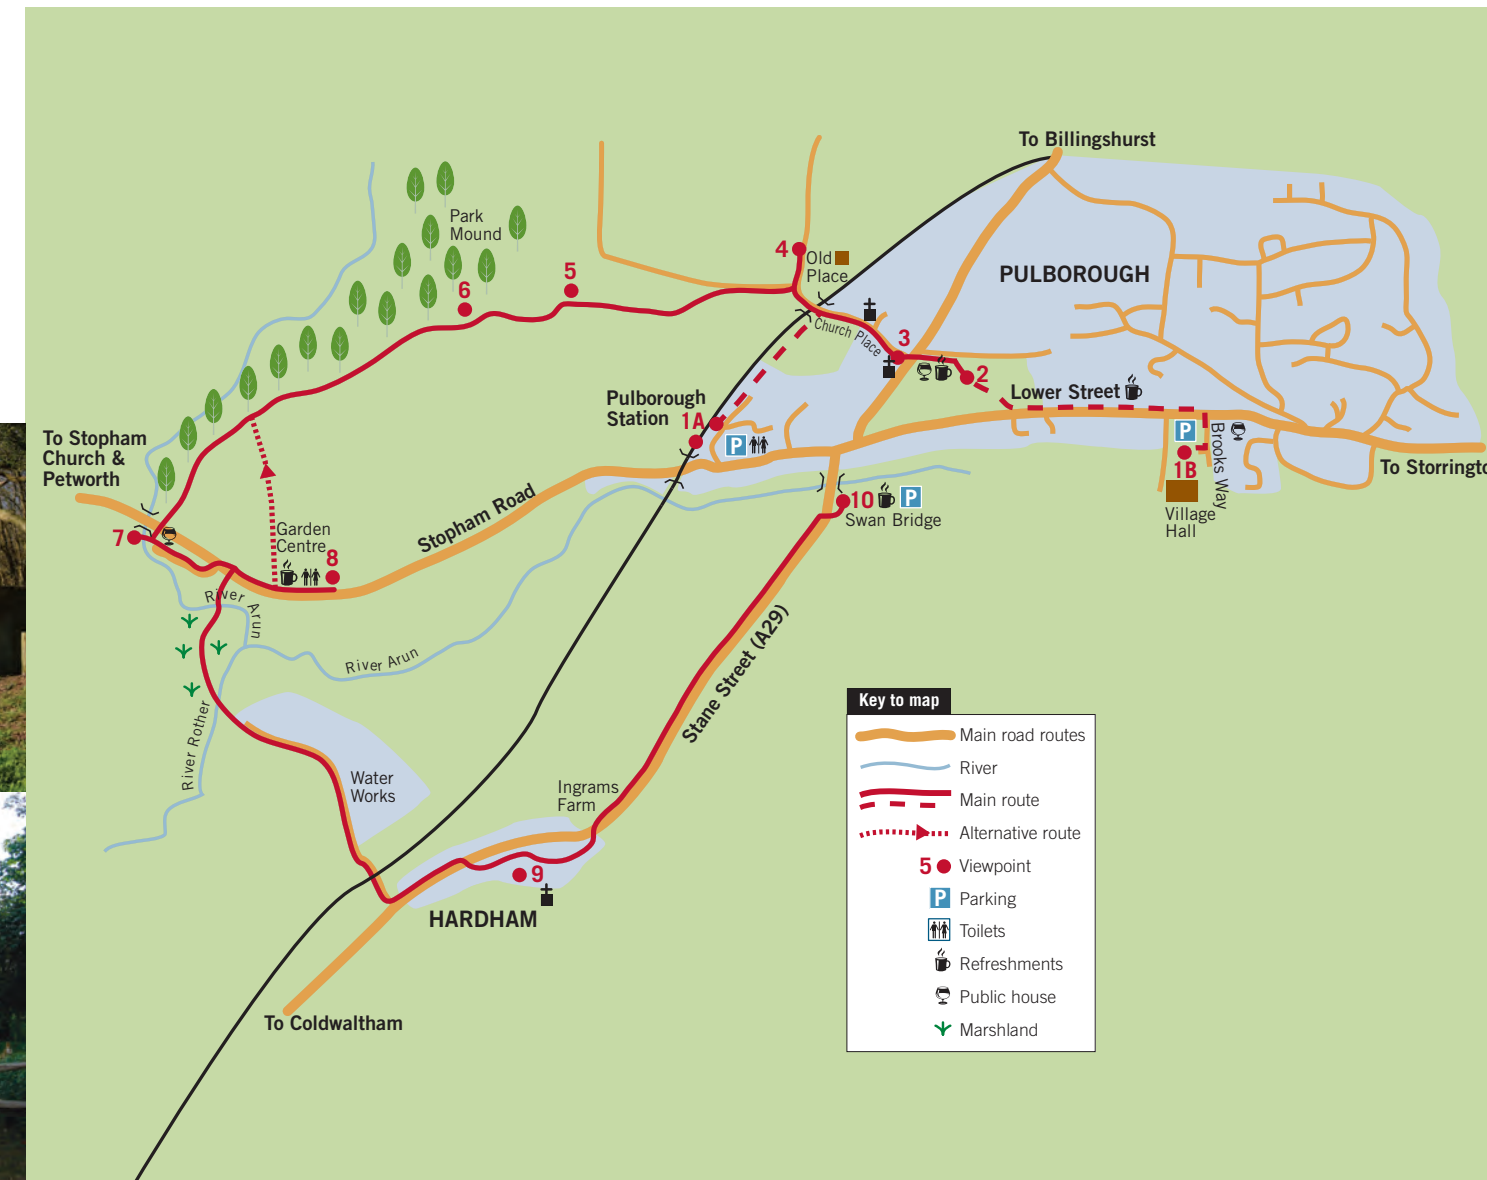 To Billingshurst
Park
Mound
4
Old
Place
PULBOROUGH
5
6
Church Place
3
2
Lower Street
Pulborough
Station
1A
P
P
Brooks Way
1B
Village
Hall
To Stopham
Church &
Petworth
To Storringto
Stopham Road
10
P
Swan Bridge
7
Garden
Centre
8
River Arun
River Arun
Stane Street (A29)
River Rother
Water
Works
Ingrams
Farm
9
HARDHAM
To Coldwaltham
Key to map
Main road routes
River
Main route
Alternative route
5 Viewpoint
P Parking
Toilets
Refreshments
Public house
Marshland